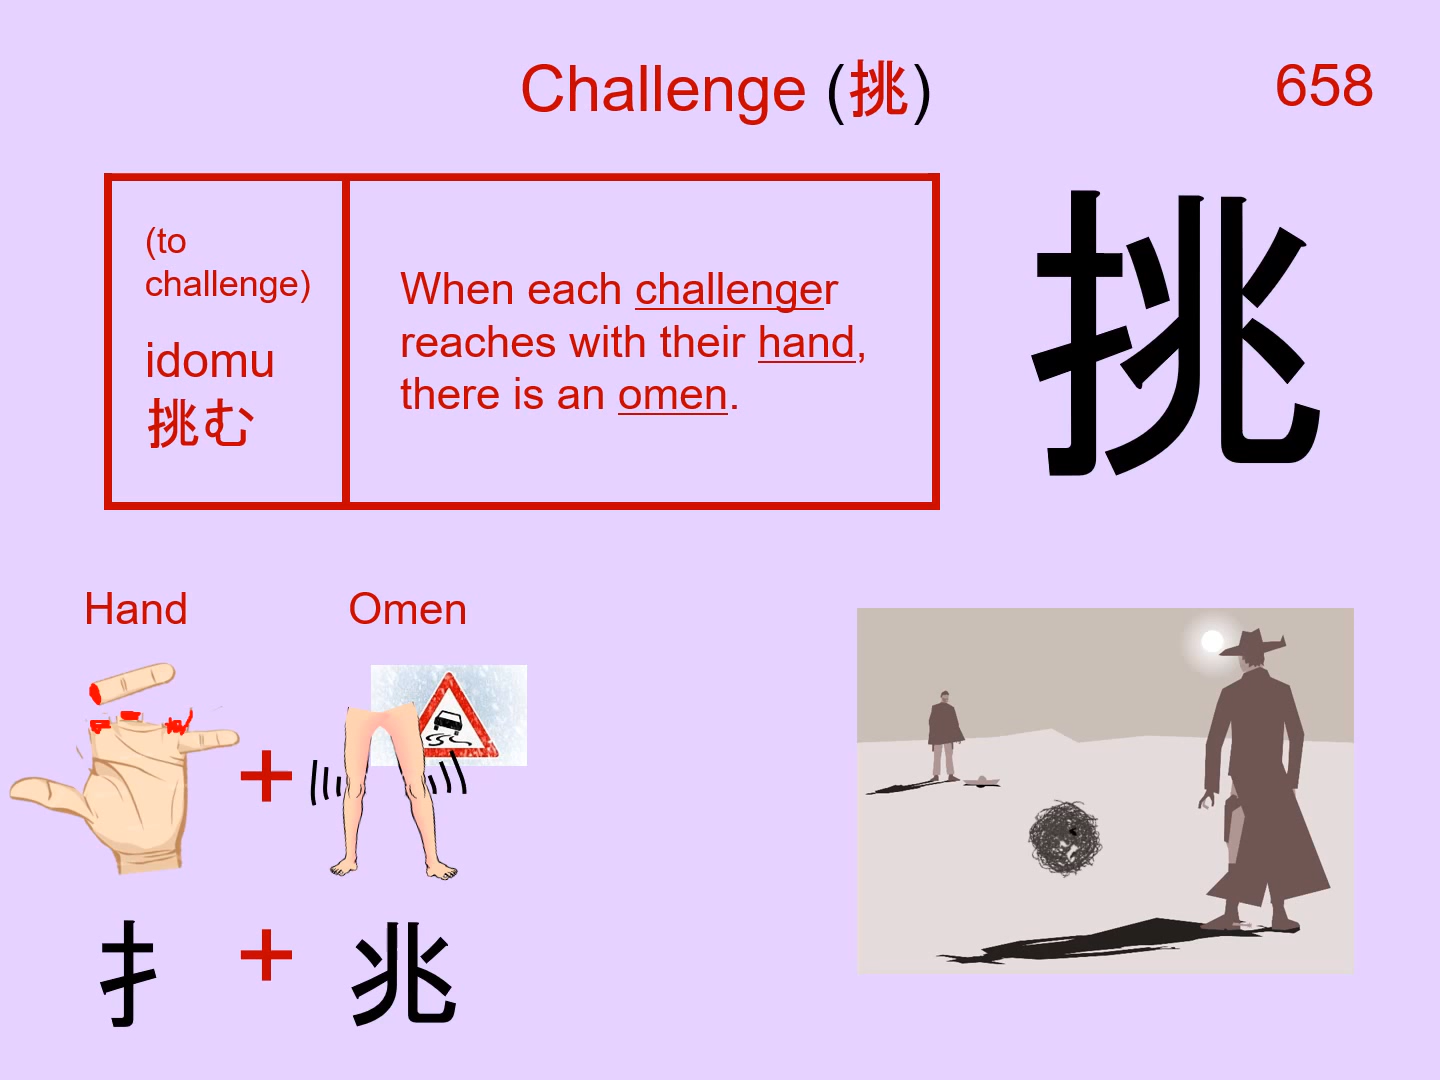 Challenge (挑)
658
(to
challenge)
idomu
挑む
When each challenger
reaches with their hand,
there is an omen.
挑
Hand
Omen
+
扌 + 兆